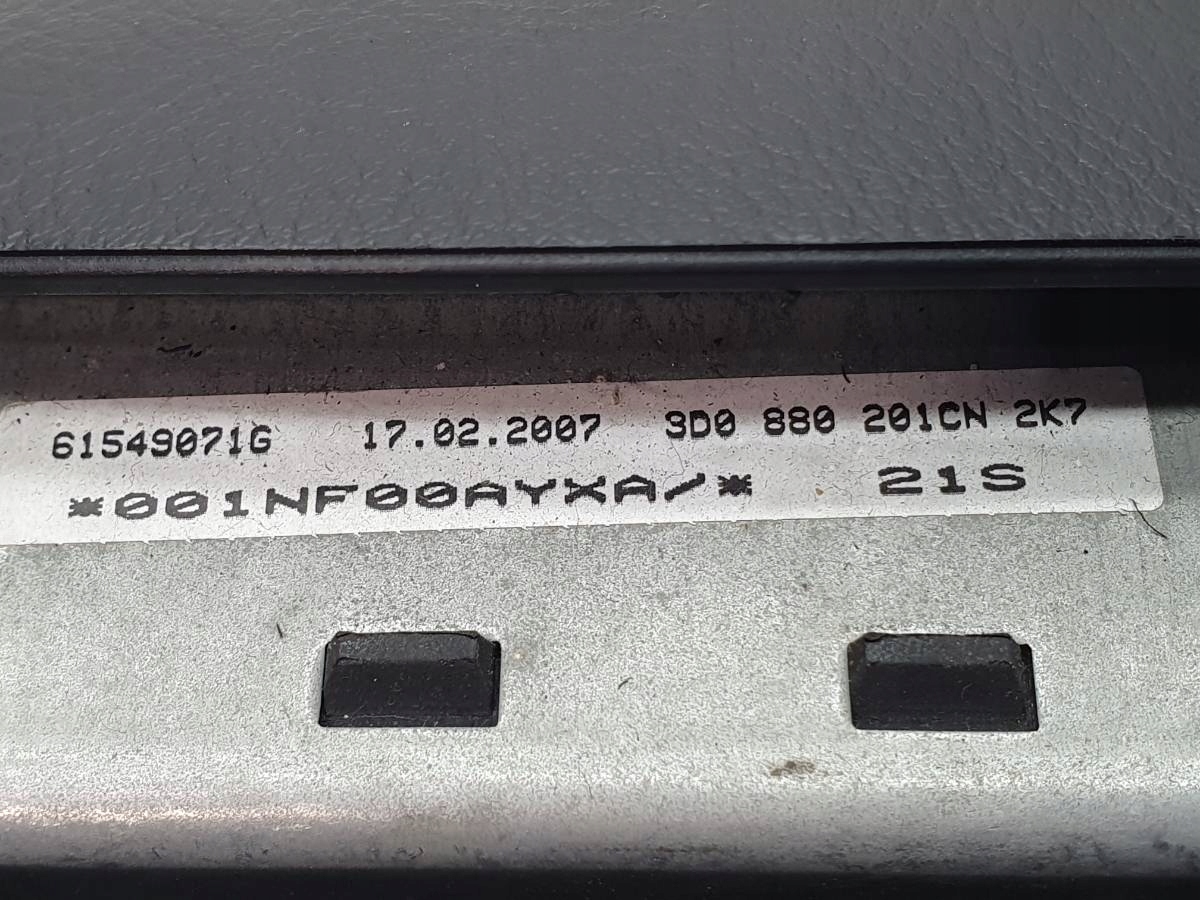 61549071G 17.02.2007 3D0 880 201CN 2K7
*001NF00AYXA/* 21S